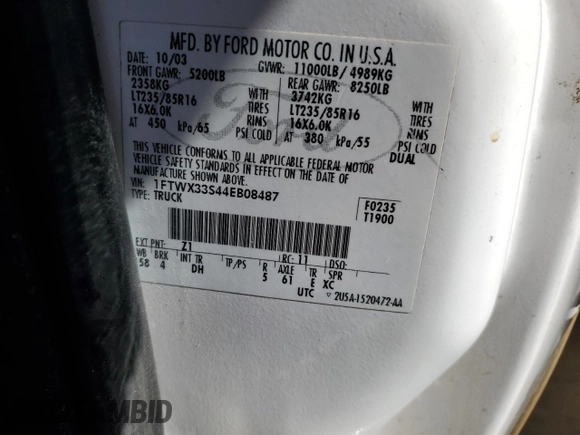 MFD. BY FORD MOTOR CO. IN U.S.A.
DATE: 10/03 GVWR: 11000LB/ 4989KG
FRONT GAWR: 5200LB REAR GAWR: 8250LB
2358KG WITH 3742KG WITH
LT235/85R16 TIRES LT235/85R16 TIRES
16X6.0K RIMS 16X6.0K RIMS
AT 450 kPa/65 PSI COLD AT 380 kPa/55 PSI COLD
DUAL
Ford
THIS VEHICLE CONFORMS TO ALL APPLICABLE FEDERAL MOTOR
VEHICLE SAFETY STANDARDS IN EFFECT ON THE DATE OF
MANUFACTURE SHOWN ABOVE.
VIN: 1FTWX33S44EB08487 F0235
TYPE: TRUCK T1900
EXT PNT: Z1 RC: 11 DSO:
WB BRK INT TR TP/PS R AXLE TR SPR
58 4 DH 5 61 E XC
UTC ▽ 2USA-1520472-AA